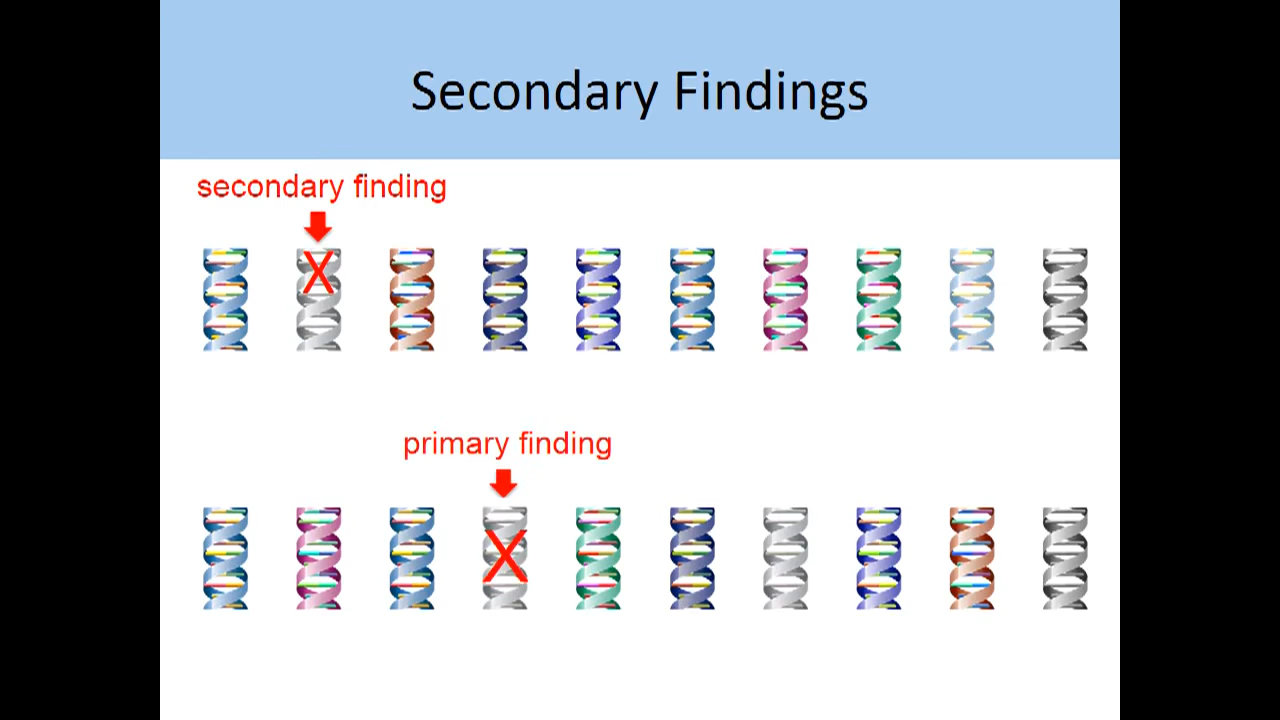 Secondary Findings
secondary finding
X
primary finding
X